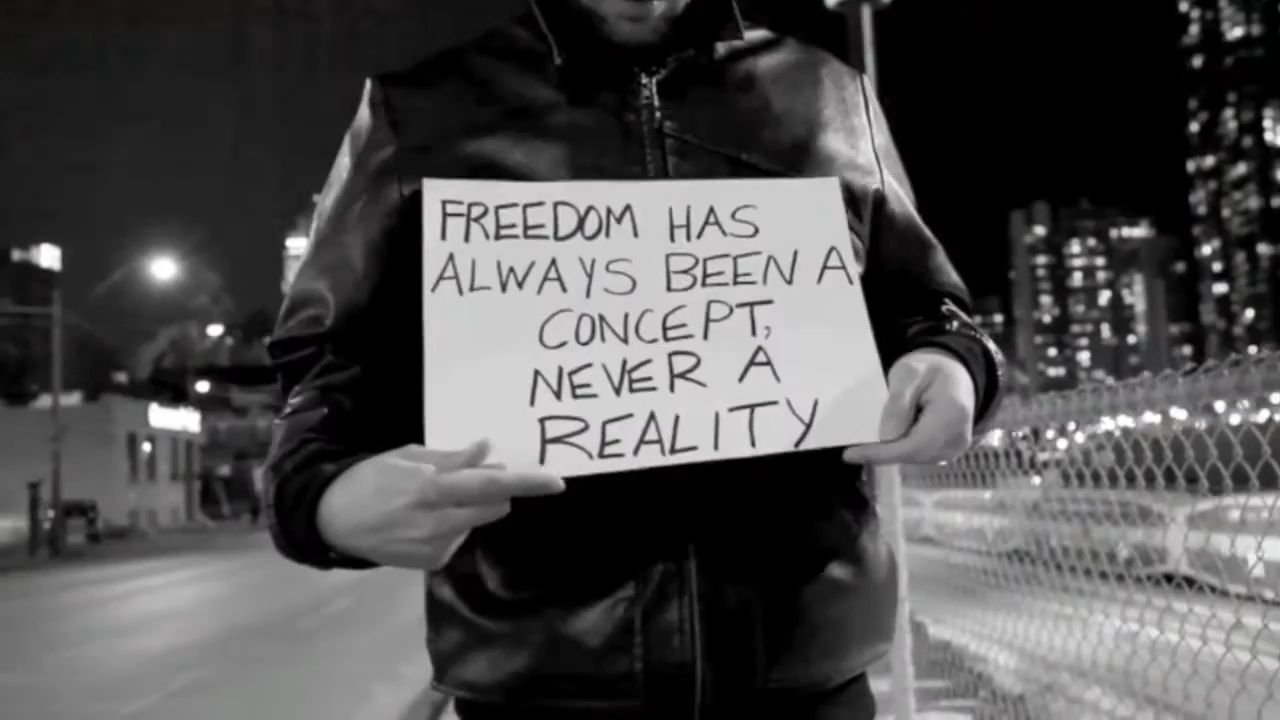 FREEDOM HAS
ALWAYS BEEN A
CONCEPT,
NEVER A
REALITY